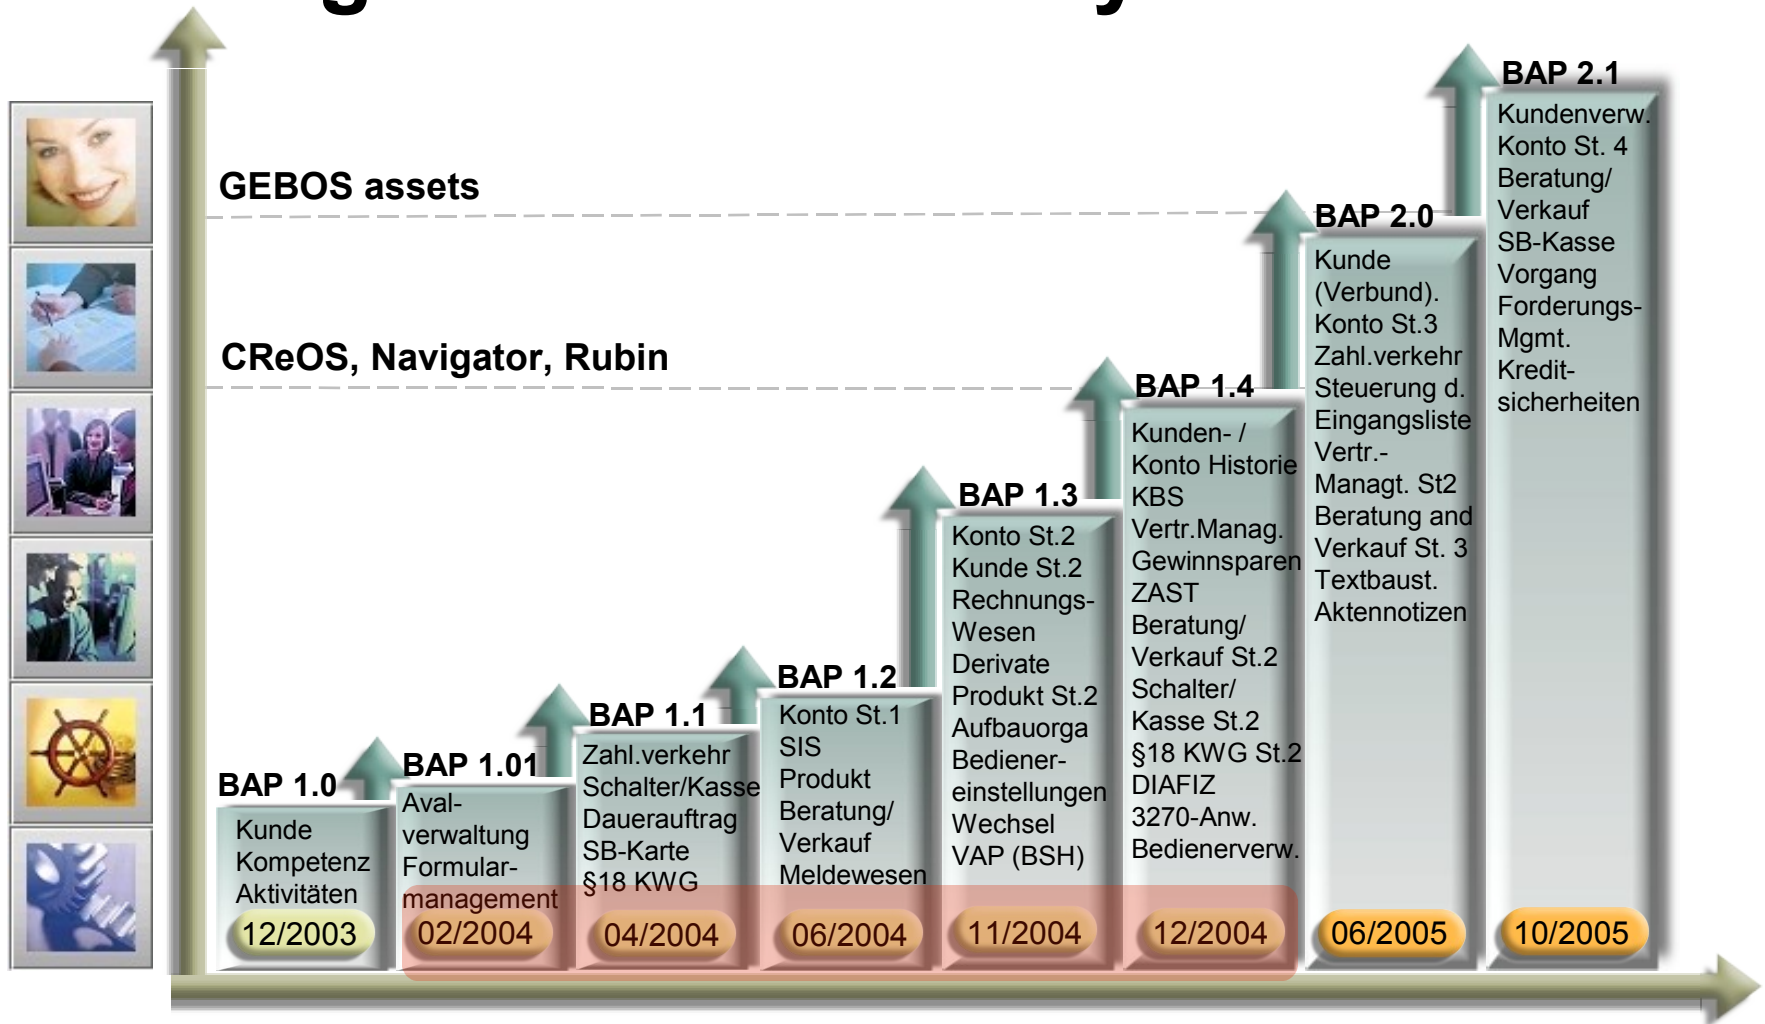 GEBOS assets
CReOS, Navigator, Rubin
BAP 1.0
Kunde
Kompetenz
Aktivitäten
12/2003
BAP 1.01
Aval-
verwaltung
Formular-
management
02/2004
BAP 1.1
Zahl.verkehr
Schalter/Kasse
Dauerauftrag
SB-Karte
§18 KWG
04/2004
BAP 1.2
Konto St.1
SIS
Produkt
Beratung/
Verkauf
Meldewesen
06/2004
BAP 1.3
Konto St.2
Kunde St.2
Rechnungs-
Wesen
Derivate
Produkt St.2
Aufbauorga
Bediener-
einstellungen
Wechsel
VAP (BSH)
11/2004
BAP 1.4
Kunden- /
Konto Historie
KBS
Vertr.Manag.
Gewinnsparen
ZAST
Beratung/
Verkauf St.2
Schalter/
Kasse St.2
§18 KWG St.2
DIAFIZ
3270-Anw.
Bedienerverw.
12/2004
BAP 2.0
Kunde
(Verbund).
Konto St.3
Zahl.verkehr
Steuerung d.
Eingangsliste
Vertr.-
Managt. St2
Beratung and
Verkauf St. 3
Textbaust.
Aktennotizen
06/2005
BAP 2.1
Kundenverw.
Konto St. 4
Beratung/
Verkauf
SB-Kasse
Vorgang
Forderungs-
Mgmt.
Kredit-
sicherheiten
10/2005